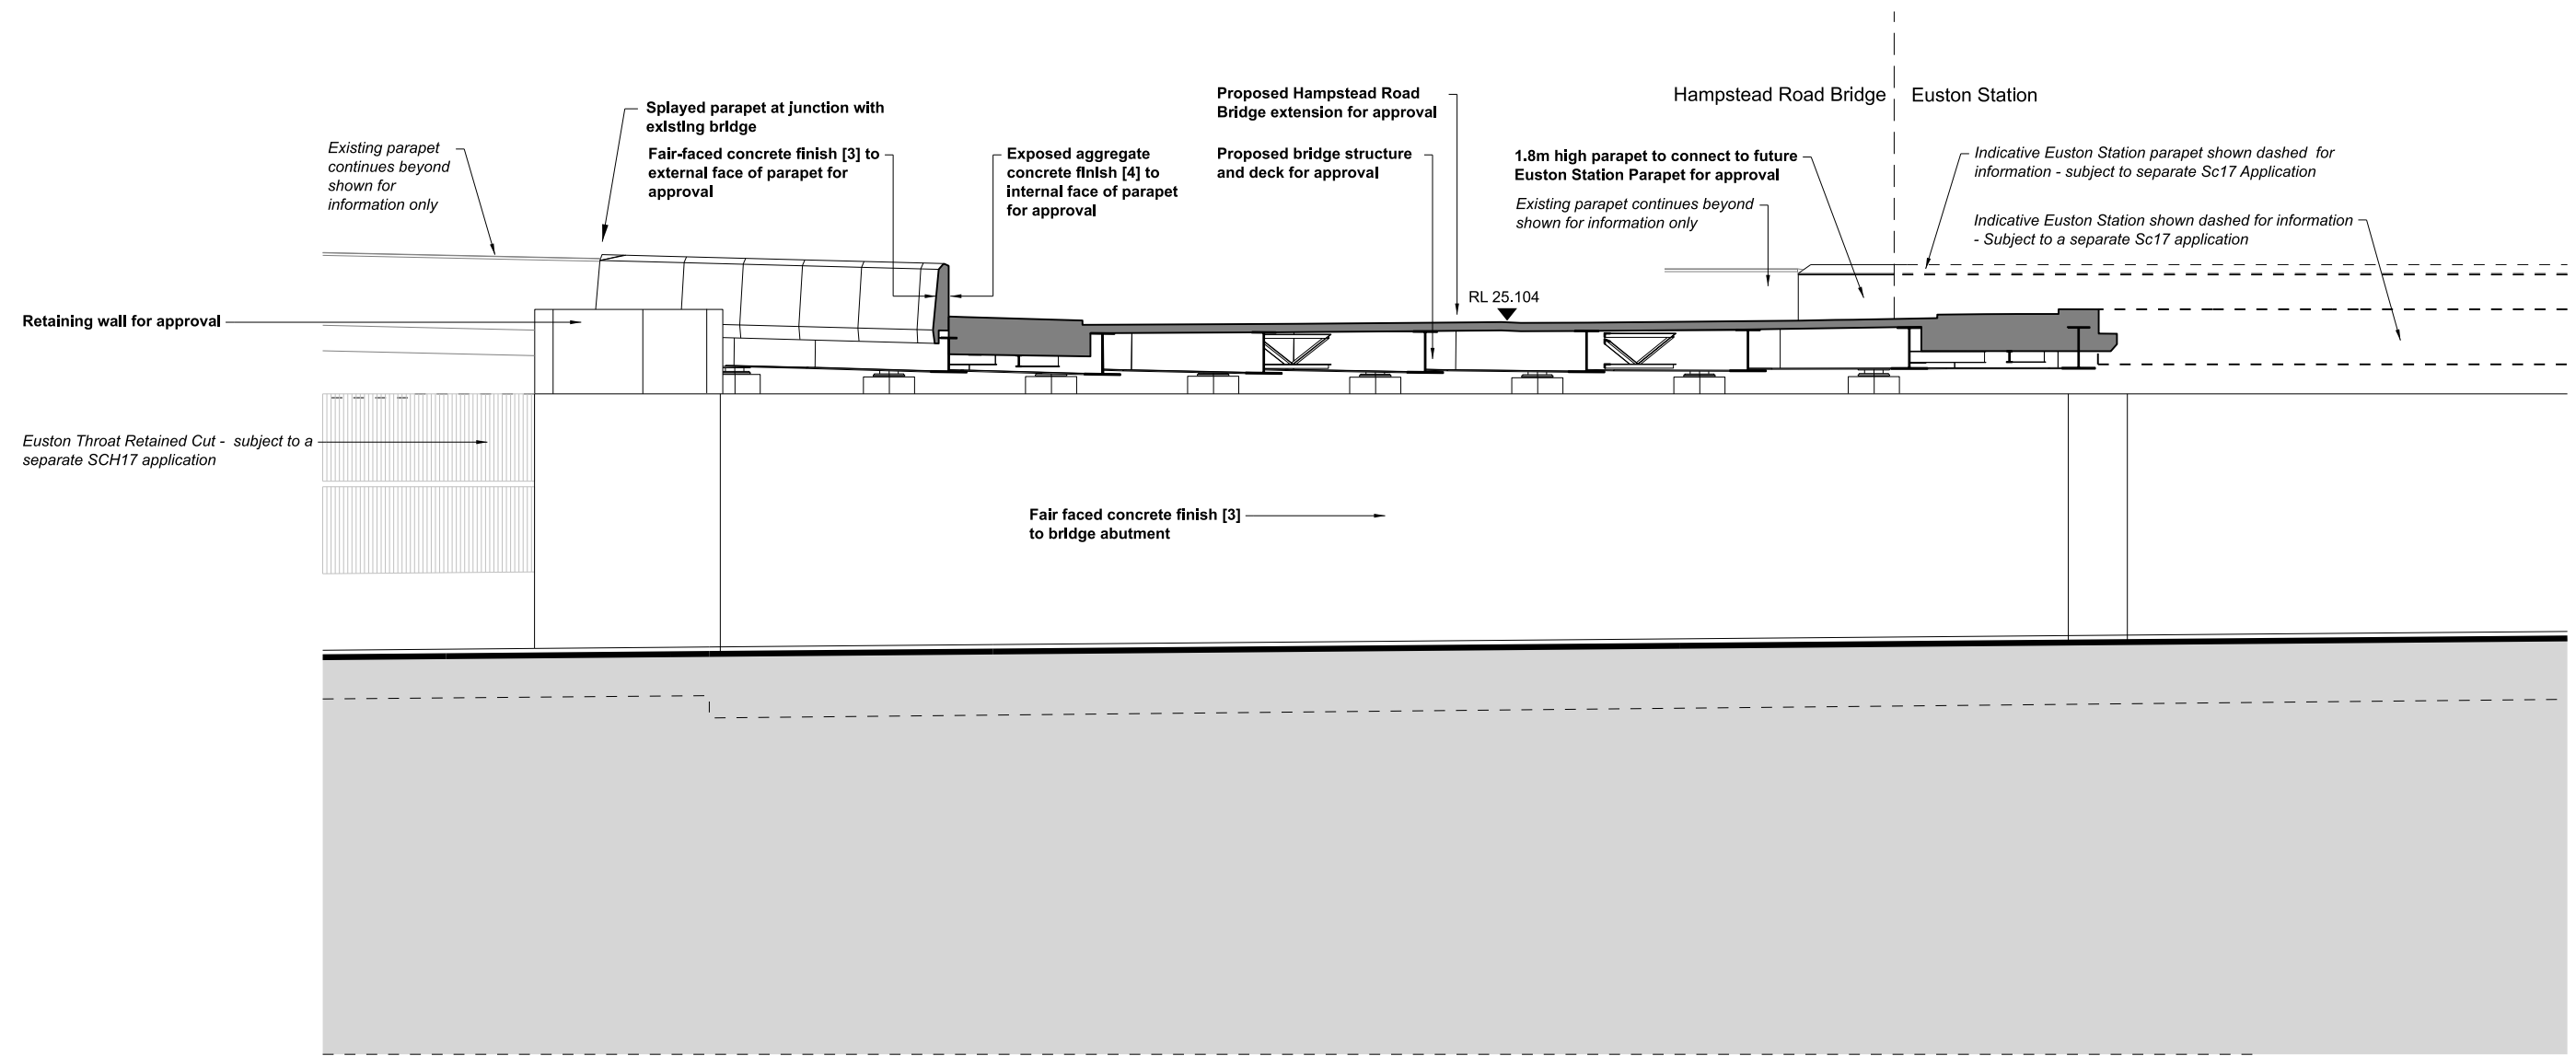 Hampstead Road Bridge
Euston Station
Existing parapet
continues beyond
shown for
information only
Splayed parapet at junction with
existing bridge
Fair-faced concrete finish [3] to
external face of parapet for
approval
Exposed aggregate
concrete finish [4] to
internal face of parapet
for approval
Proposed Hampstead Road
Bridge extension for approval
Proposed bridge structure
and deck for approval
1.8m high parapet to connect to future
Euston Station Parapet for approval
Existing parapet continues beyond
shown for information only
Indicative Euston Station parapet shown dashed for
information - subject to separate Sc17 Application
Indicative Euston Station shown dashed for information
- Subject to a separate Sc17 application
RL 25.104
Retaining wall for approval
Euston Throat Retained Cut - subject to a
separate SCH17 application
Fair faced concrete finish [3]
to bridge abutment